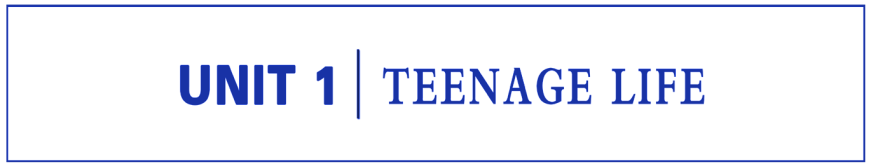 UNIT 1 | TEENAGE LIFE